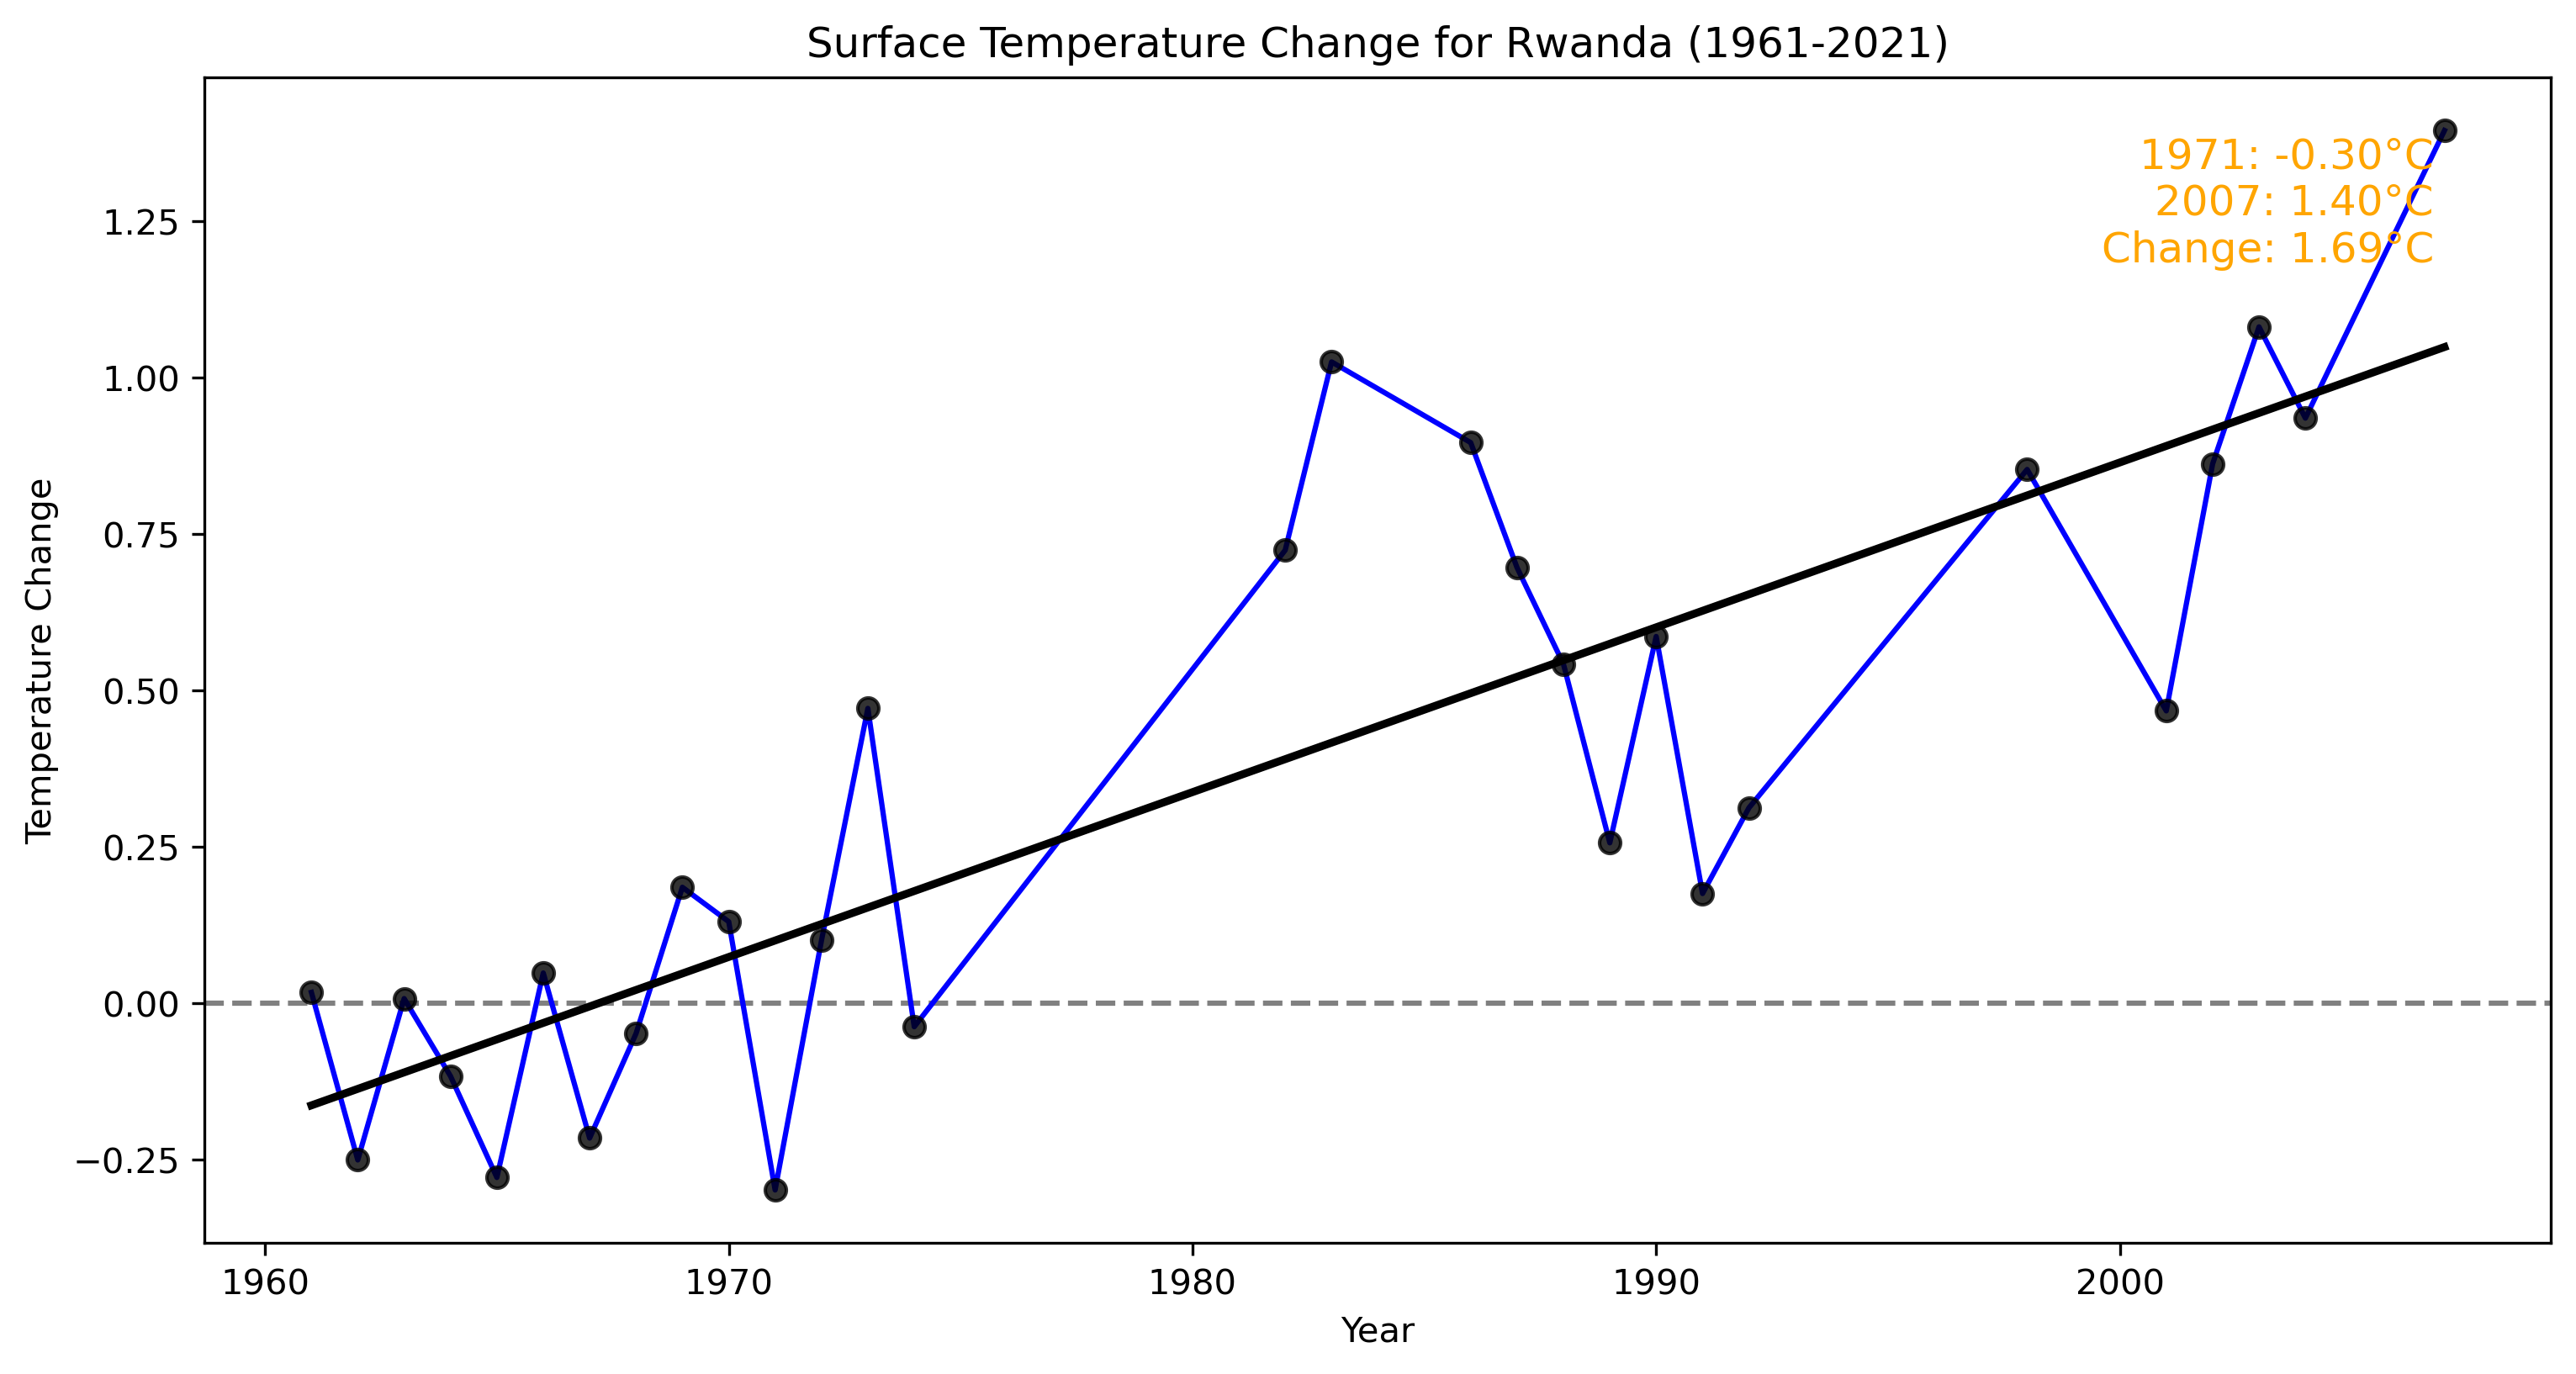 Surface Temperature Change for Rwanda (1961-2021)
1971: -0.30°C
2007: 1.40°C
Change: 1.69°C
Temperature Change
1.25
1.00
0.75
0.50
0.25
0.00
−0.25
1960 1970 1980 1990 2000
Year